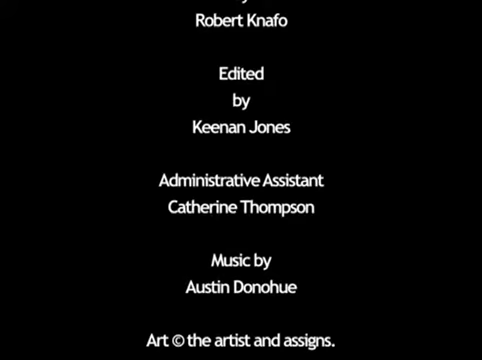 Robert Knafo
Edited
by
Keenan Jones
Administrative Assistant
Catherine Thompson
Music by
Austin Donohue
Art © the artist and assigns.